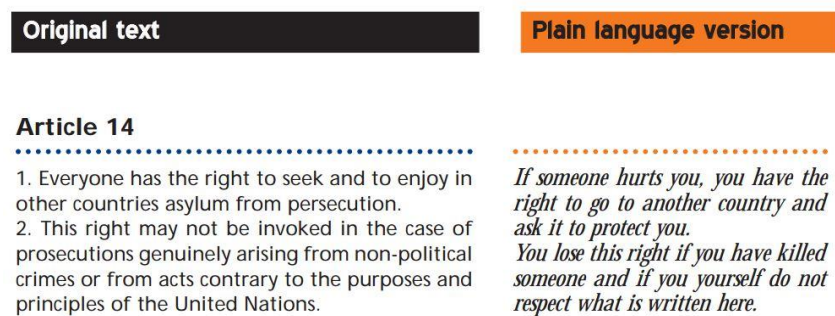 Original text
Plain language version
Article 14
1. Everyone has the right to seek and to enjoy in
other countries asylum from persecution.
2. This right may not be invoked in the case of
prosecutions genuinely arising from non-political
crimes or from acts contrary to the purposes and
principles of the United Nations.
If someone hurts you, you have the
right to go to another country and
ask it to protect you.
You lose this right if you have killed
someone and if you yourself do not
respect what is written here.